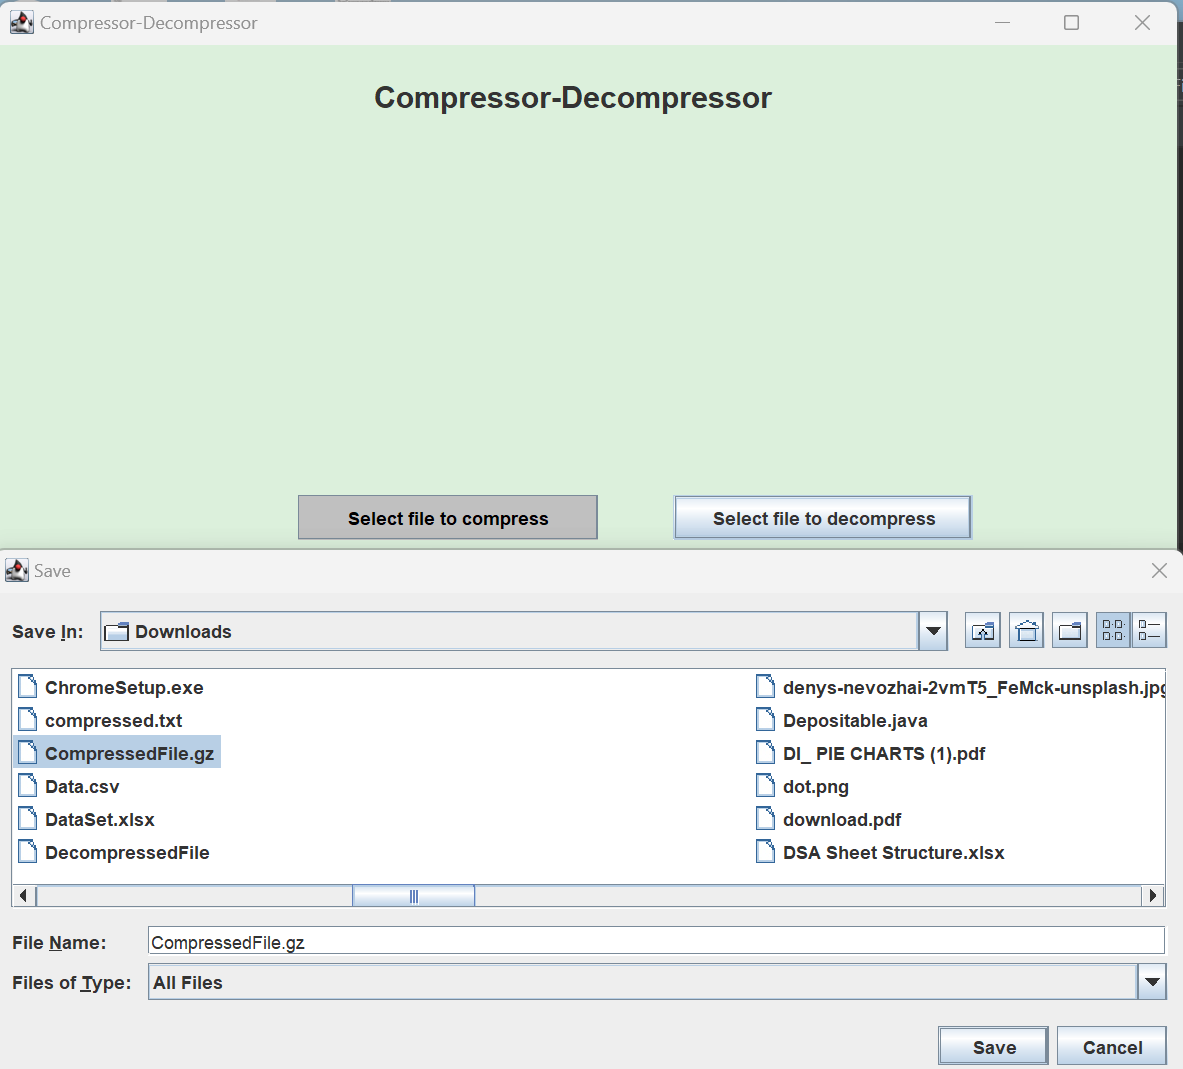 Compressor-Decompressor
Compressor-Decompressor
Select file to compress
Select file to decompress
Save
Save In:
Downloads
ChromeSetup.exe
compressed.txt
CompressedFile.gz
Data.csv
DataSet.xlsx
DecompressedFile
denys-nevozhai-2vmT5_FeMck-unsplash.jpg
Depositable.java
DI_ PIE CHARTS (1).pdf
dot.png
download.pdf
DSA Sheet Structure.xlsx
File Name:
CompressedFile.gz
Files of Type:
All Files
Save
Cancel